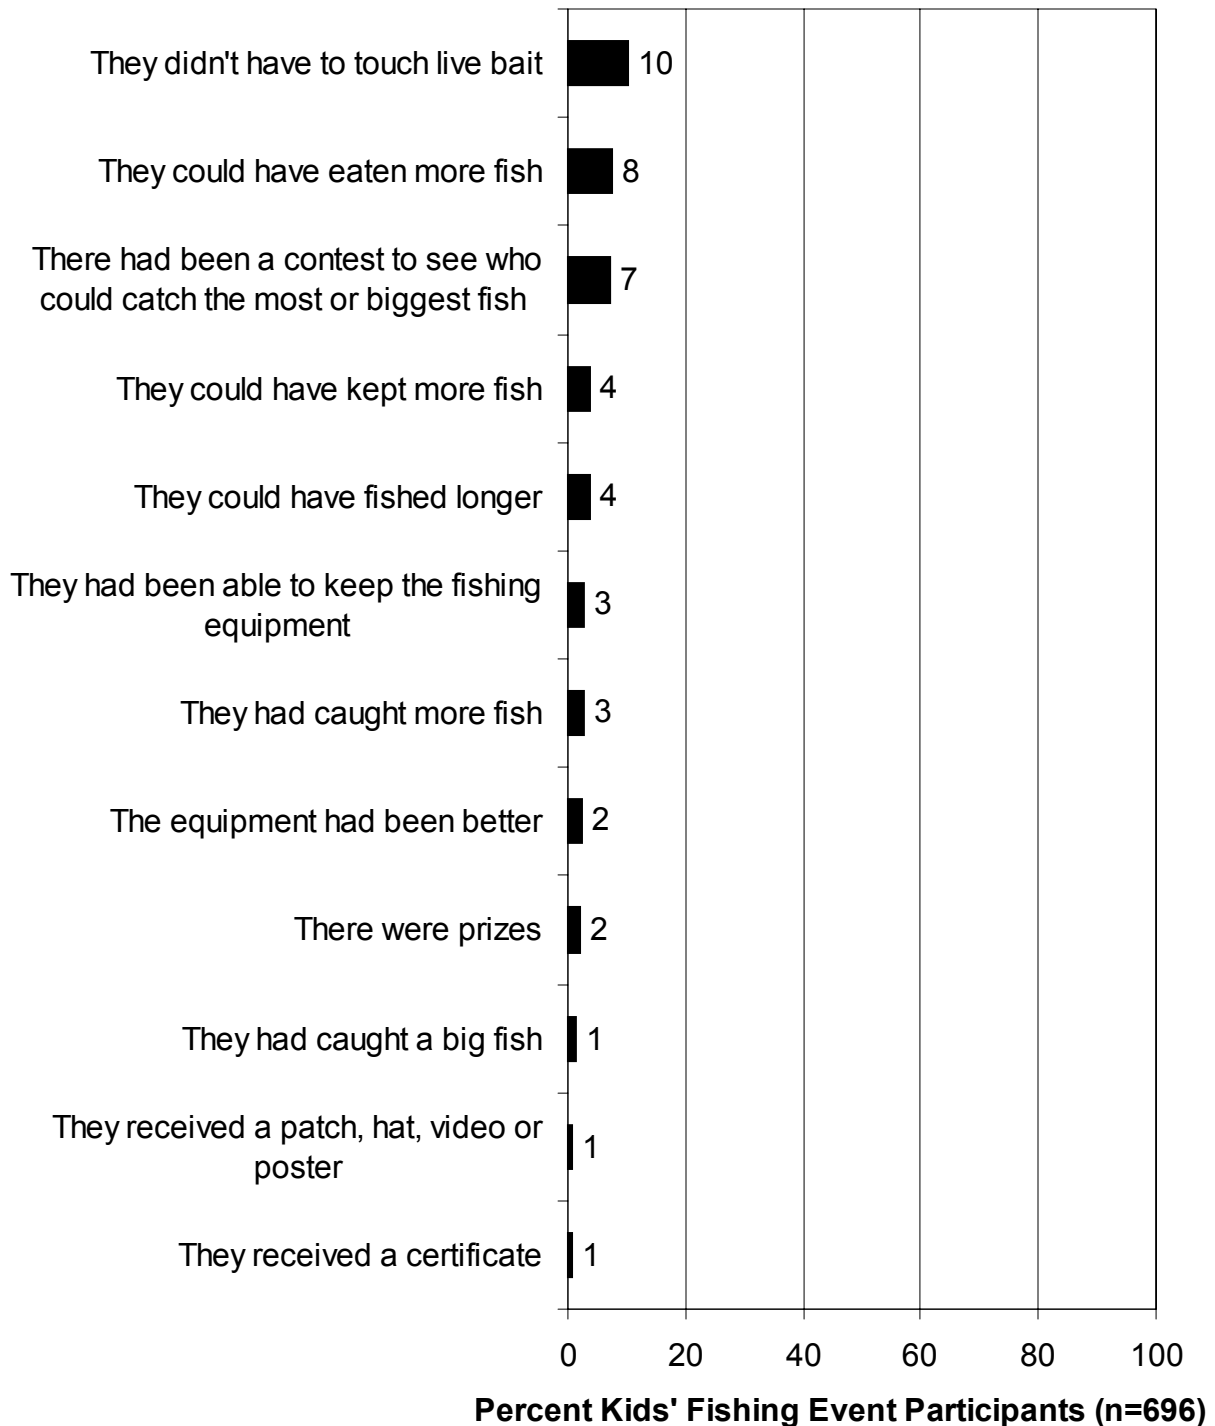 They didn't have to touch live bait 10
They could have eaten more fish 8
There had been a contest to see who
could catch the most or biggest fish 7
They could have kept more fish 4
They could have fished longer 4
They had been able to keep the fishing
equipment 3
They had caught more fish 3
The equipment had been better 2
There were prizes 2
They had caught a big fish 1
They received a patch, hat, video or
poster 1
They received a certificate 1
0 20 40 60 80 100
Percent Kids' Fishing Event Participants (n=696)